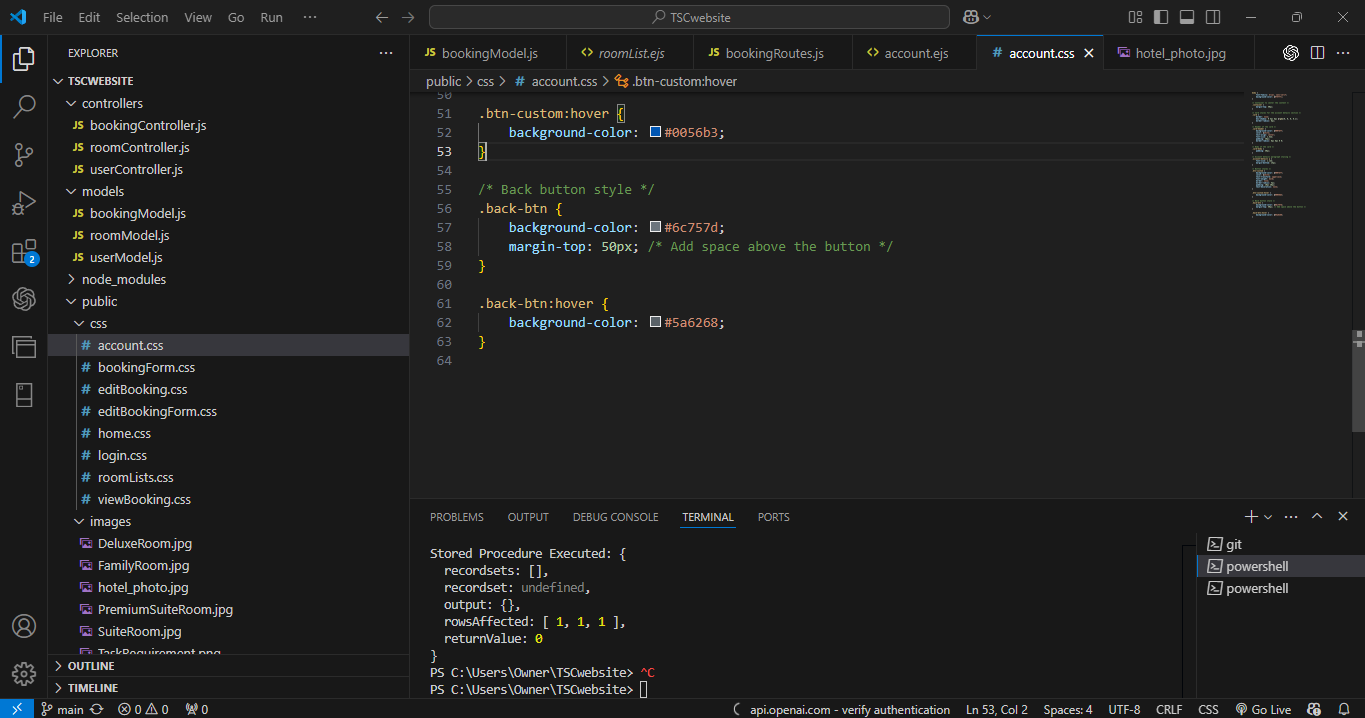 File Edit Selection View Go Run ··· TSCwebsite
EXPLORER ···
TSCWEBSITE
controllers
JS bookingController.js
JS roomController.js
JS userController.js
models
JS bookingModel.js
JS roomModel.js
JS userModel.js
node_modules
public
css
# account.css
# bookingForm.css
# editBooking.css
# editBookingForm.css
# home.css
# login.css
# roomLists.css
# viewBooking.css
images
DeluxeRoom.jpg
FamilyRoom.jpg
hotel_photo.jpg
PremiumSuiteRoom.jpg
SuiteRoom.jpg
TaskRequirement.png
OUTLINE
TIMELINE
2
JS bookingModel.js <> roomList.ejs JS bookingRoutes.js <> account.ejs # account.css hotel_photo.jpg ···
public > css > # account.css > .btn-custom:hover
50
51 .btn-custom:hover {
52 background-color: #0056b3;
53 }
54
55 /* Back button style */
56 .back-btn {
57 background-color: #6c757d;
58 margin-top: 50px; /* Add space above the button */
59 }
60
61 .back-btn:hover {
62 background-color: #5a6268;
63 }
64
PROBLEMS OUTPUT DEBUG CONSOLE TERMINAL PORTS
Stored Procedure Executed: {
recordsets: [],
recordset: undefined,
output: {},
rowsAffected: [ 1, 1, 1 ],
returnValue: 0
}
PS C:\Users\Owner\TSCwebsite> ^C
PS C:\Users\Owner\TSCwebsite>
git
powershell
powershell
main 0 0 0 api.openai.com - verify authentication Ln 53, Col 2 Spaces: 4 UTF-8 CRLF CSS Go Live